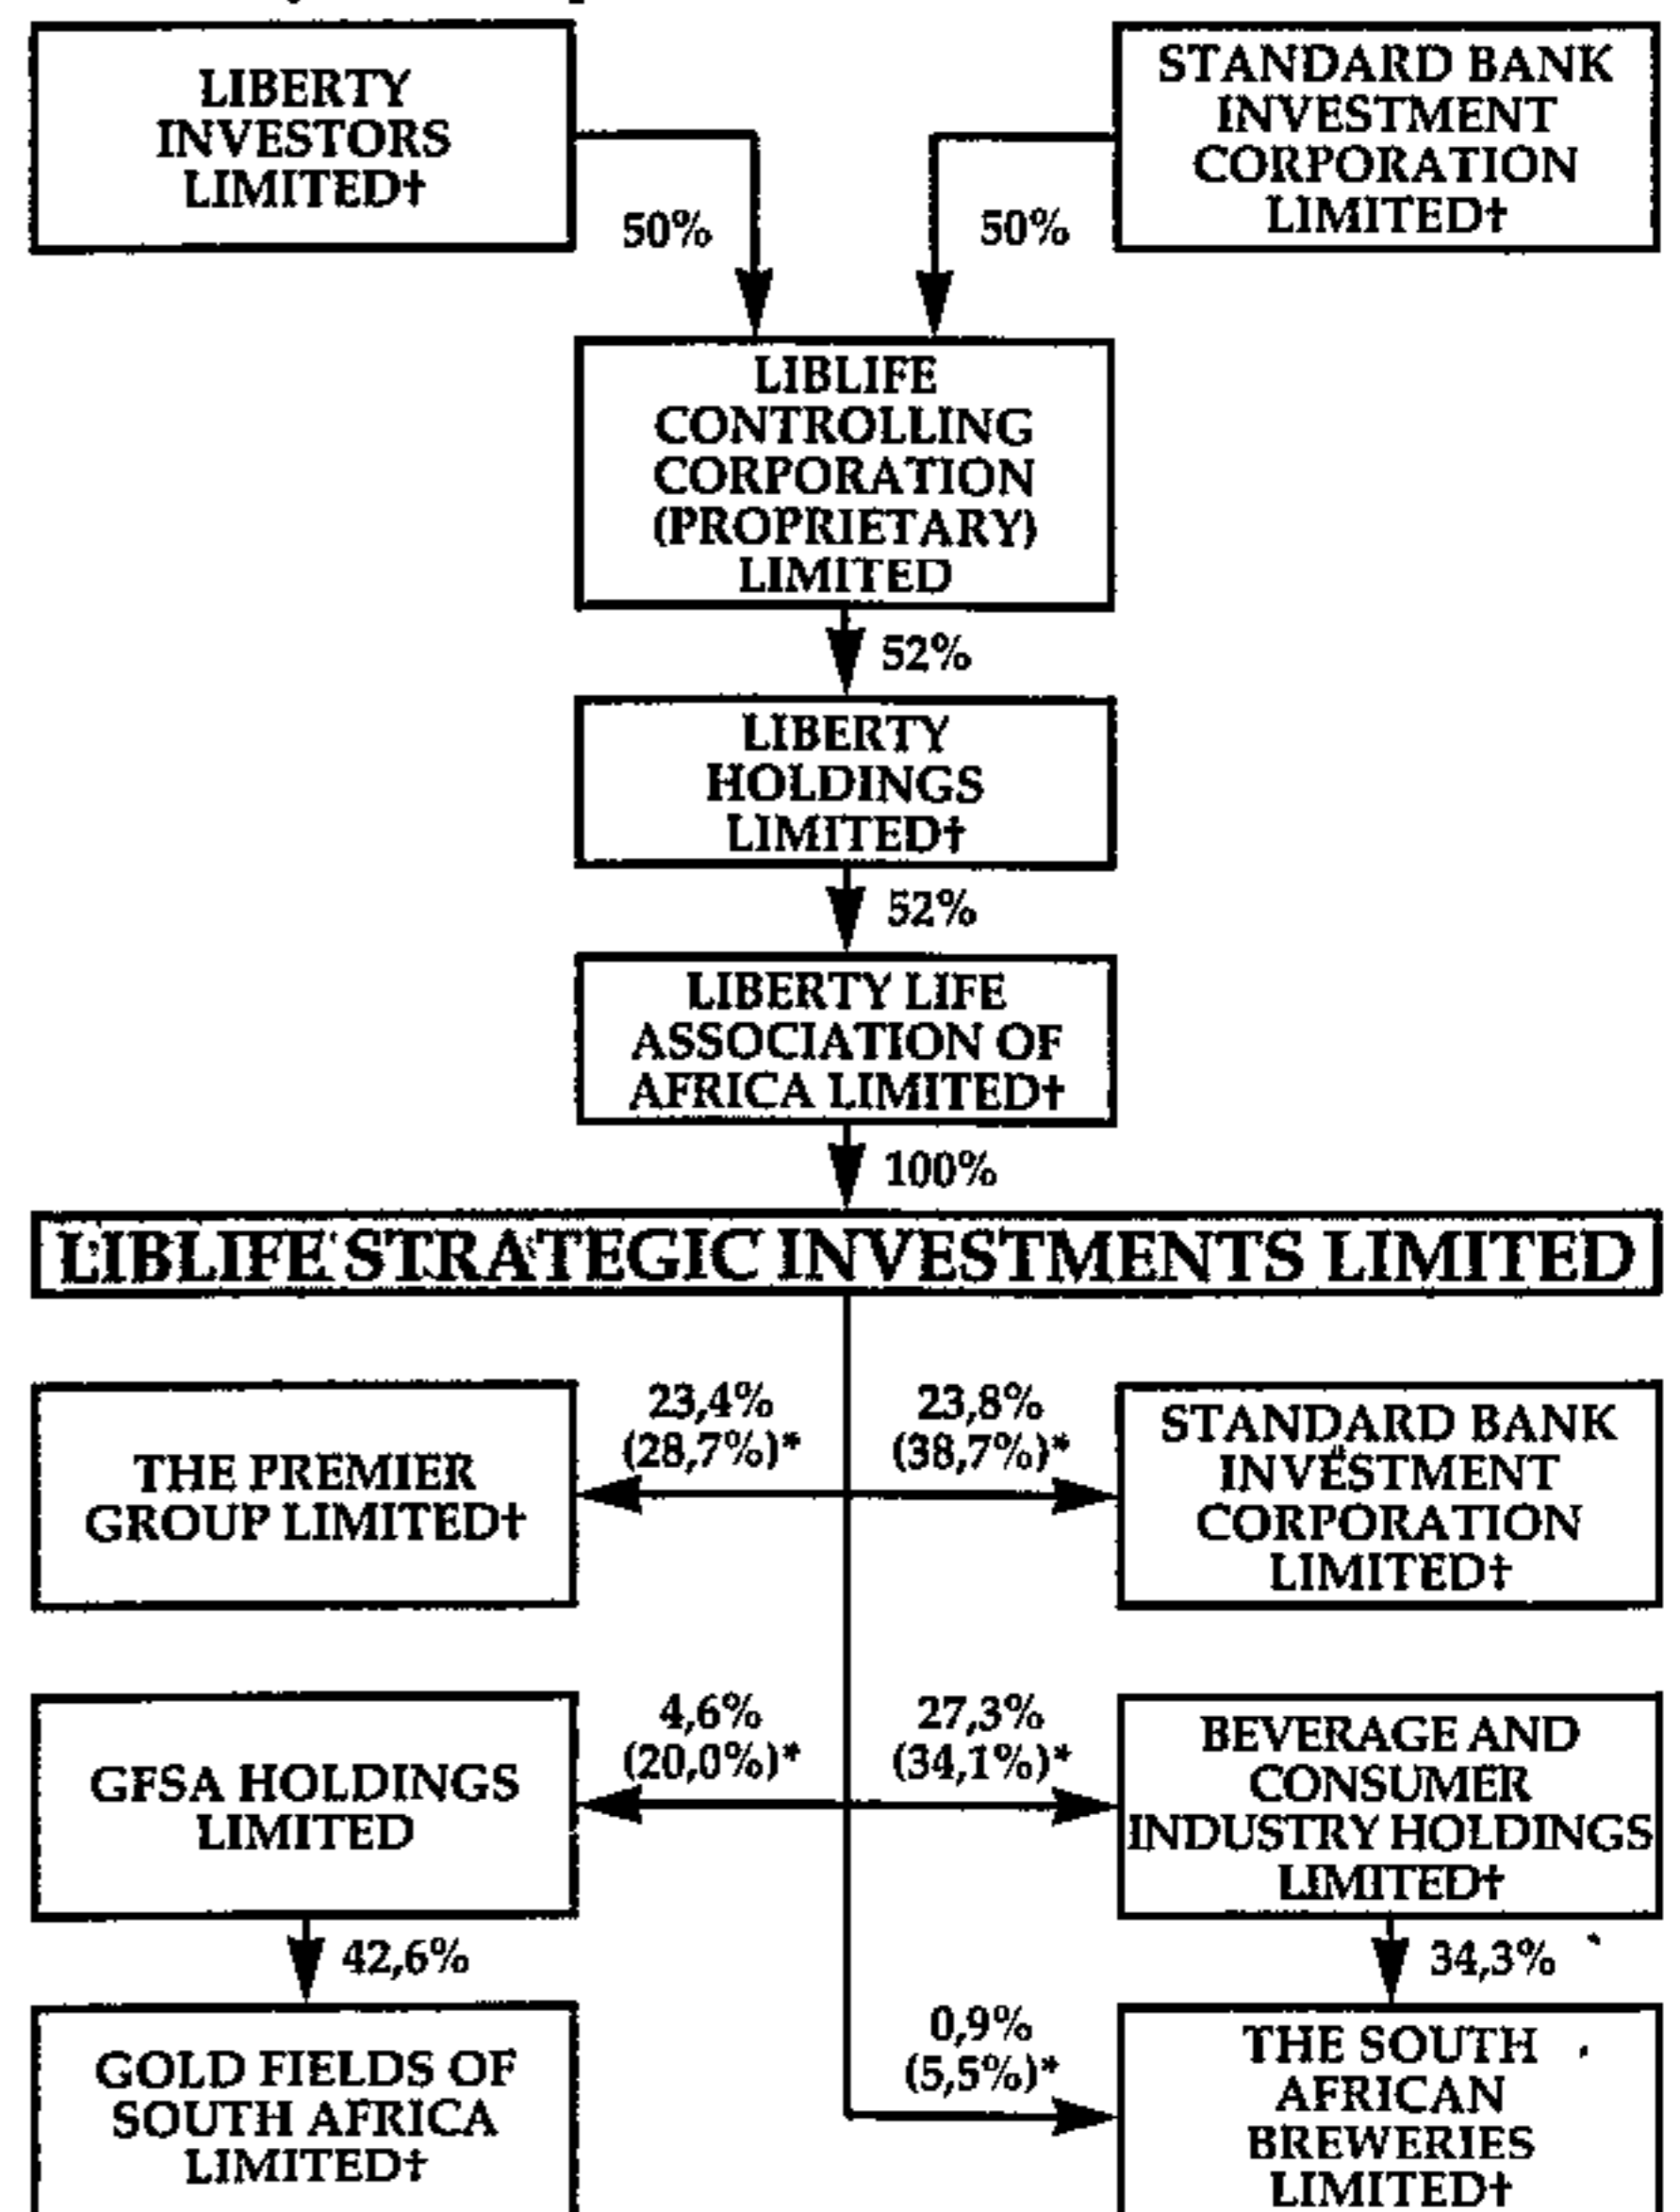 LIBERTY
INVESTORS
LIMITED†
STANDARD BANK
INVESTMENT
CORPORATION
LIMITED†
50%
50%
LIBLIFE
CONTROLLING
CORPORATION
(PROPRIETARY)
LIMITED
52%
LIBERTY
HOLDINGS
LIMITED†
52%
LIBERTY LIFE
ASSOCIATION OF
AFRICA LIMITED†
100%
LIBLIFE STRATEGIC INVESTMENTS LIMITED
THE PREMIER
GROUP LIMITED†
23,4%
(28,7%)*
23,8%
(38,7%)*
STANDARD BANK
INVESTMENT
CORPORATION
LIMITED†
GFSA HOLDINGS
LIMITED
4,6%
(20,0%)*
27,3%
(34,1%)*
BEVERAGE AND
CONSUMER
INDUSTRY HOLDINGS
LIMITED†
42,6%
34,3%
GOLD FIELDS OF
SOUTH AFRICA
LIMITED†
0,9%
(5,5%)*
THE SOUTH
AFRICAN
BREWERIES
LIMITED†